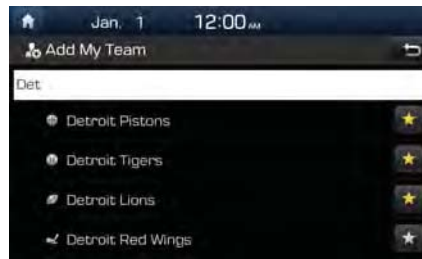 Jan. 1 12:00 AM
Add My Team
Det
Detroit Pistons
Detroit Tigers
Detroit Lions
Detroit Red Wings